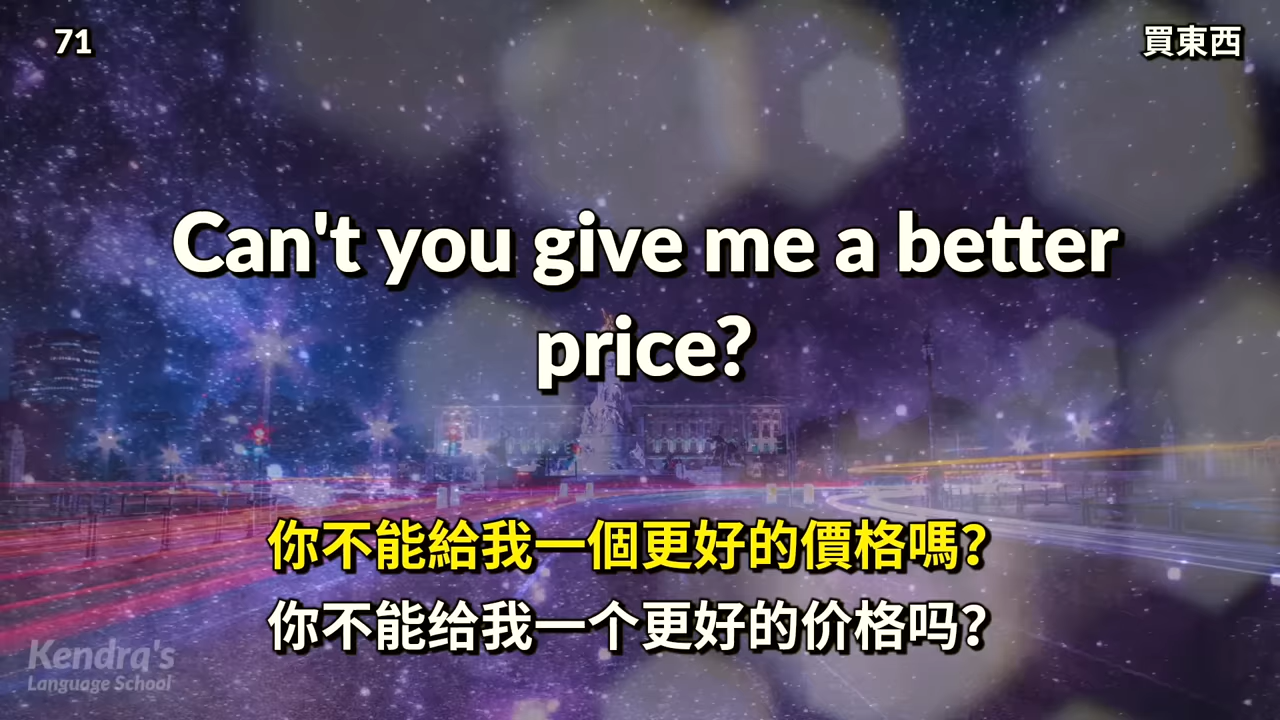 71
買東西
Can't you give me a better
price?
你不能給我一個更好的價格嗎?
你不能给我一个更好的价格吗?
Kendra's
Language School